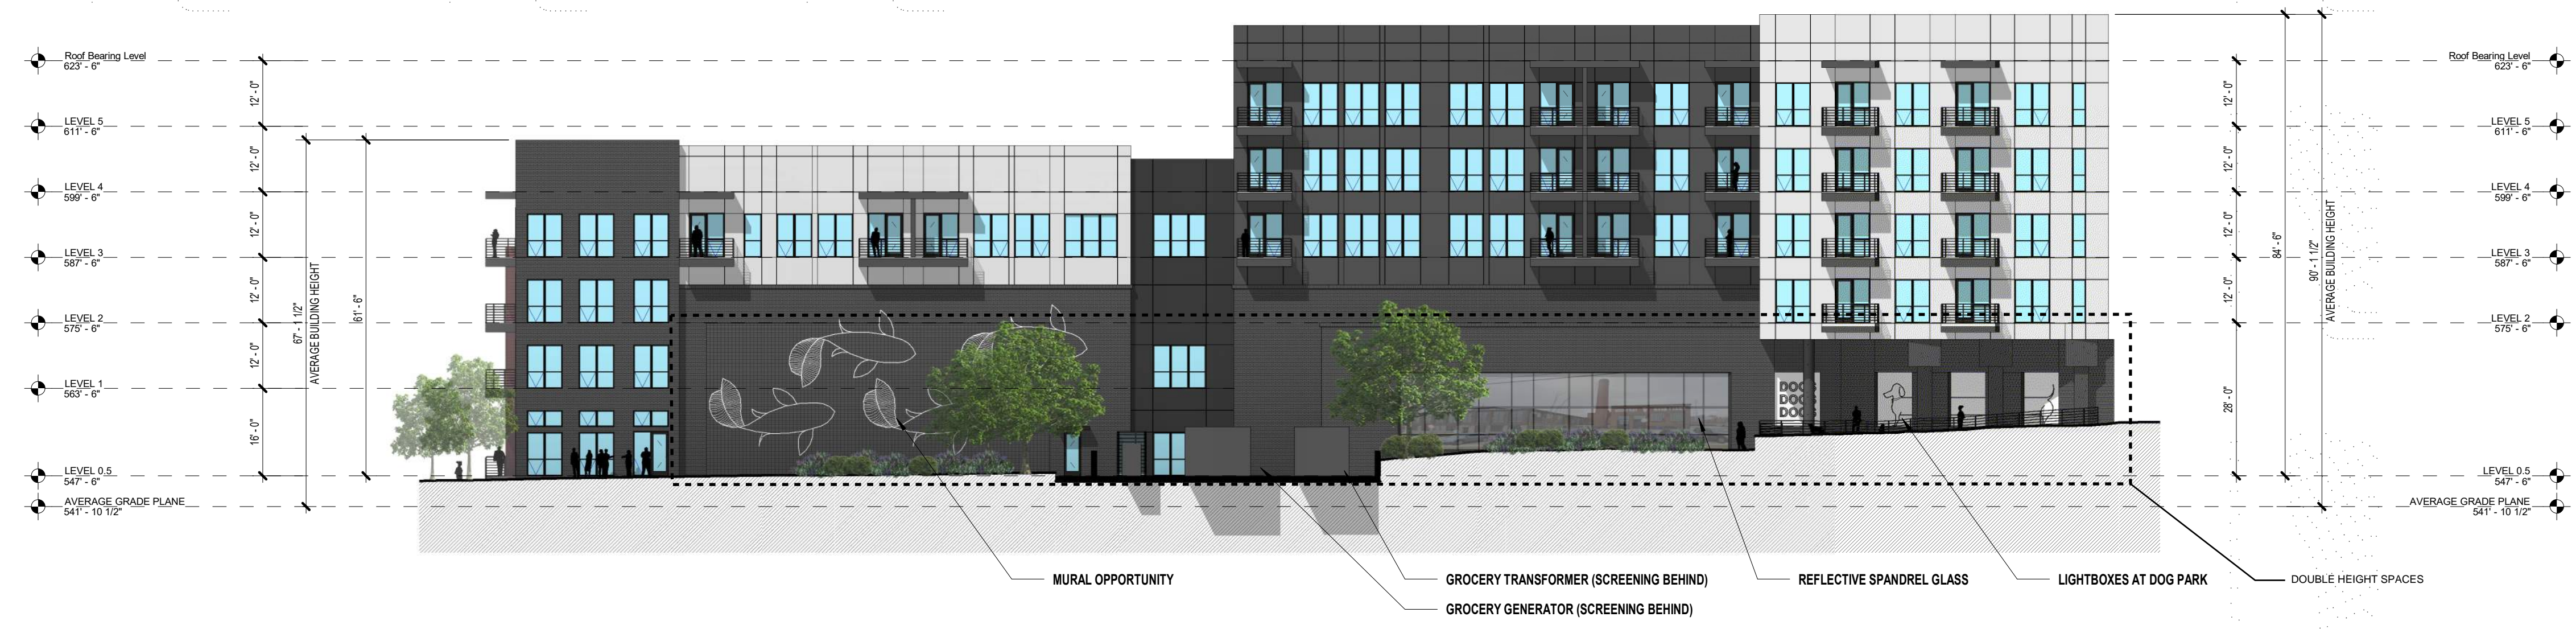 Roof Bearing Level
623' - 6"
LEVEL 5
611' - 6"
LEVEL 4
599' - 6"
LEVEL 3
587' - 6"
LEVEL 2
575' - 6"
LEVEL 1
563' - 6"
LEVEL 0.5
547' - 6"
AVERAGE GRADE PLANE
541' - 10 1/2"
12' - 0"
12' - 0"
12' - 0"
12' - 0"
12' - 0"
16' - 0"
67' - 1 1/2"
AVERAGE BUILDING HEIGHT
61' - 6"
DOGS
DOGS
DOGS
MURAL OPPORTUNITY
GROCERY TRANSFORMER (SCREENING BEHIND)
GROCERY GENERATOR (SCREENING BEHIND)
REFLECTIVE SPANDREL GLASS
LIGHTBOXES AT DOG PARK
DOUBLE HEIGHT SPACES
12' - 0"
12' - 0"
12' - 0"
12' - 0"
28' - 0"
84' - 6"
90' - 1 1/2"
AVERAGE BUILDING HEIGHT
Roof Bearing Level
623' - 6"
LEVEL 5
611' - 6"
LEVEL 4
599' - 6"
LEVEL 3
587' - 6"
LEVEL 2
575' - 6"
LEVEL 0.5
547' - 6"
AVERAGE GRADE PLANE
541' - 10 1/2"